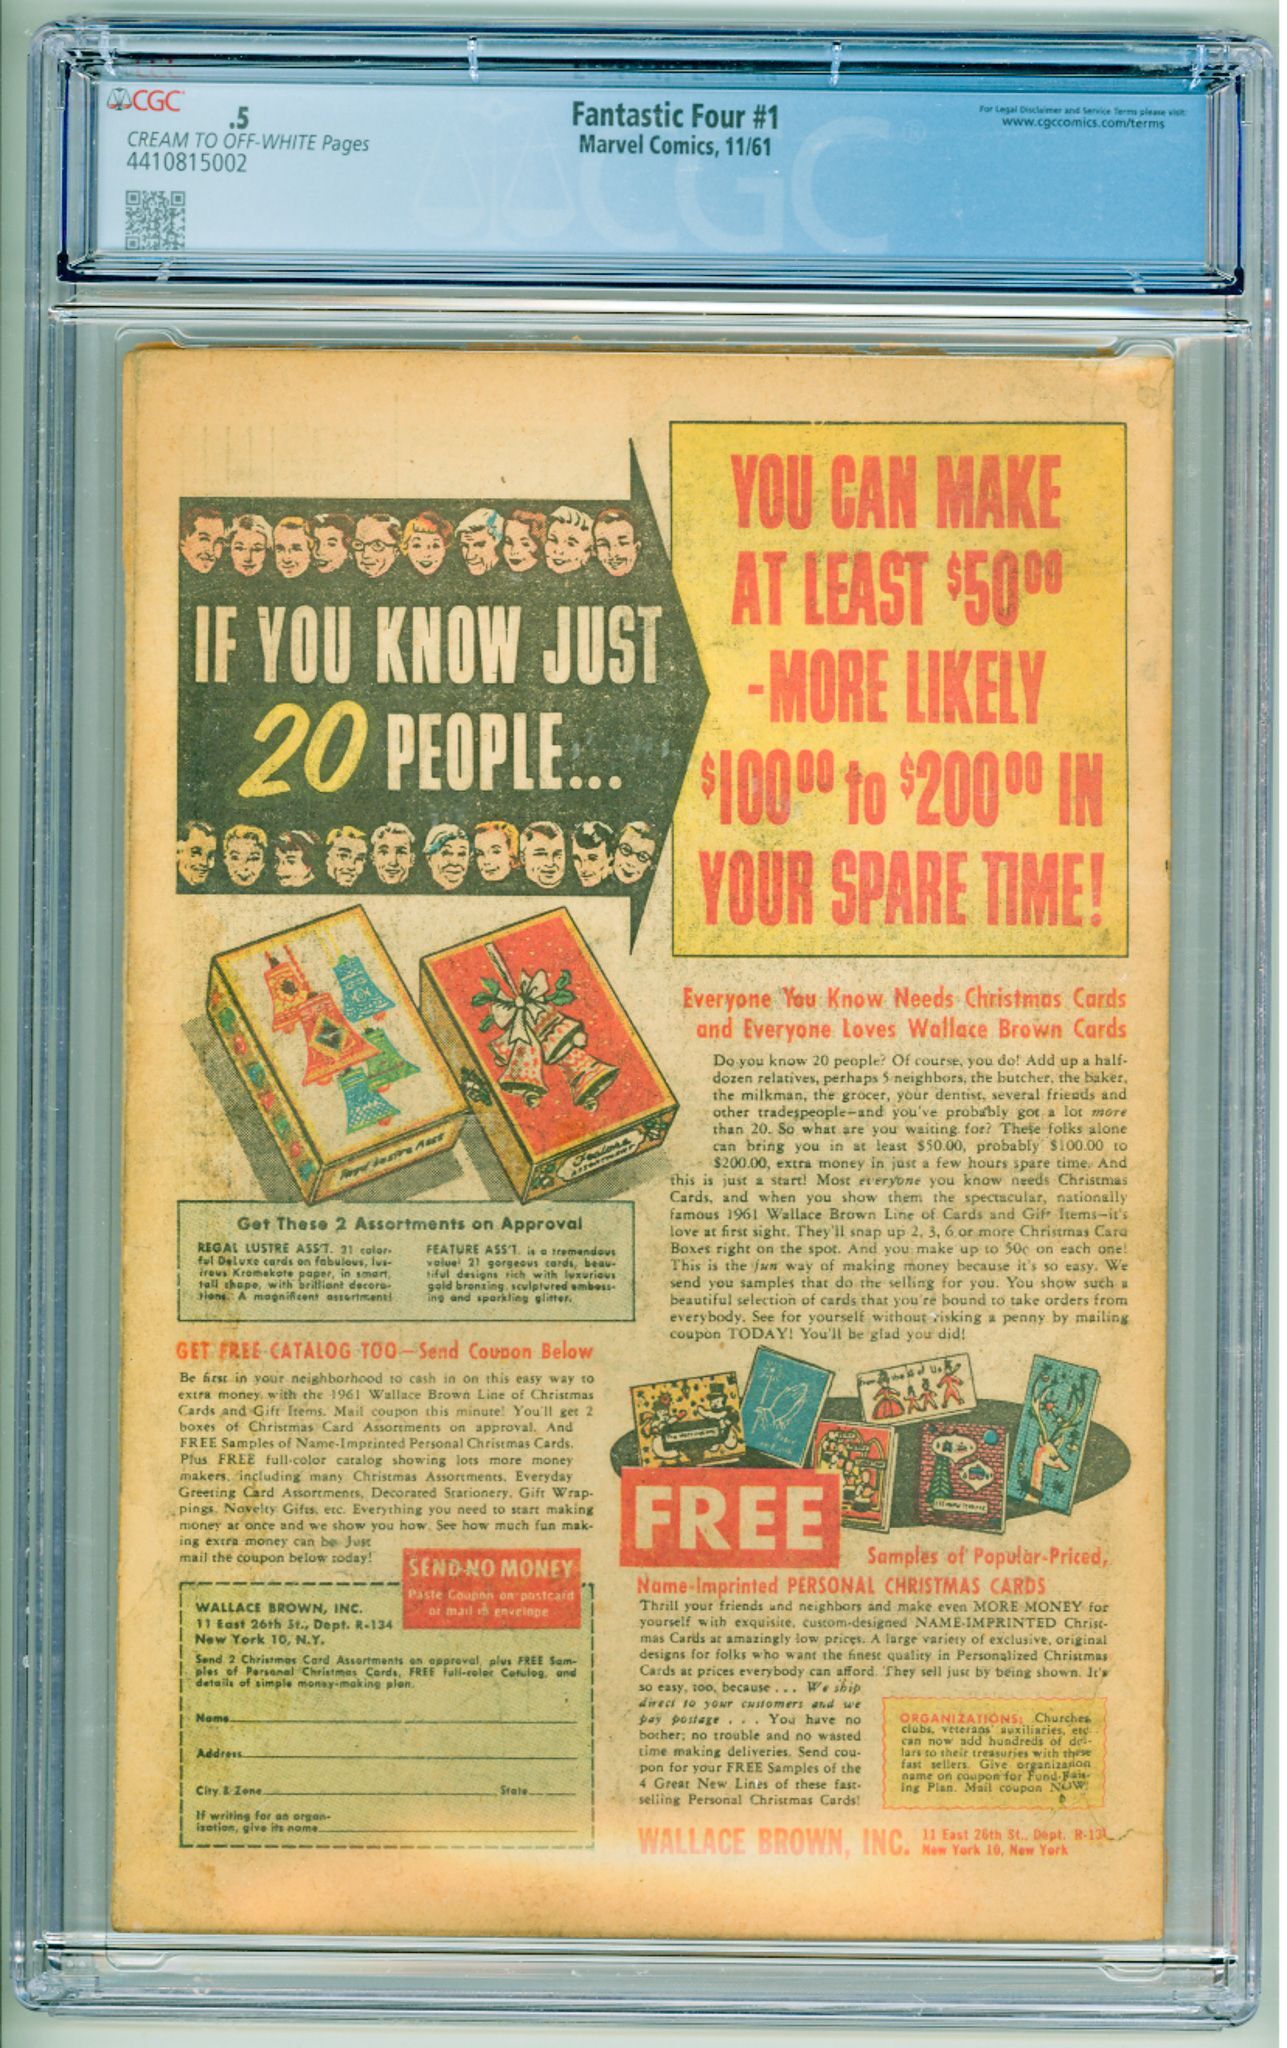 CGC
.5
CREAM TO OFF-WHITE Pages
4410815002
Fantastic Four #1
Marvel Comics, 11/61
For Legal Disclaimer and Service Terms please visit:
www.cgccomics.com/terms
CGC
IF YOU KNOW JUST
20 PEOPLE...
YOU CAN MAKE
AT LEAST $5000
-MORE LIKELY
$10000 to $20000 IN
YOUR SPARE TIME!
Everyone You Know Needs Christmas Cards
and Everyone Loves Wallace Brown Cards
Do you know 20 people? Of course, you do! Add up a half-
dozen relatives, perhaps 5 neighbors, the butcher, the baker,
the milkman, the grocer, your dentist, several friends and
other tradespeople—and you've probably got a lot more
than 20. So what are you waiting for? These folks alone
can bring you in at least $50.00, probably $100.00 to
$200.00, extra money in just a few hours spare time. And
this is just a start! Most everyone you know needs Christmas
Cards, and when you show them the spectacular, nationally
famous 1961 Wallace Brown Line of Cards and Gift Items—it's
love at first sight. They'll snap up 2, 3, 6 or more Christmas Card
Boxes right on the spot. And you make up to 50c on each one!
This is the fun way of making money because it's so easy. We
send you samples that do the selling for you. You show such a
beautiful selection of cards that you're bound to take orders from
everybody. See for yourself without risking a penny by mailing
coupon TODAY! You'll be glad you did!
Get These 2 Assortments on Approval
REGAL LUSTRE ASS'T. 21 color-
ful DeLuxe cards on fabulous, lus-
trous Kromekote paper, in smart,
tall shape, with brilliant decora-
tions. A magnificent assortment!
FEATURE ASS'T. is a tremendous
value! 21 gorgeous cards, beau-
tiful designs rich with luxurious
gold bronzing, sculptured emboss-
ing and sparkling glitter.
GET FREE CATALOG TOO—Send Coupon Below
Be first in your neighborhood to cash in on this easy way to
extra money with the 1961 Wallace Brown Line of Christmas
Cards and Gift Items. Mail coupon this minute! You'll get 2
boxes of Christmas Card Assortments on approval. And
FREE Samples of Name-Imprinted Personal Christmas Cards.
Plus FREE full-color catalog showing lots more money
makers, including many Christmas Assortments, Everyday
Greeting Card Assortments, Decorated Stationery, Gift Wrap-
pings, Novelty Gifts, etc. Everything you need to start making
money at once and we show you how. See how much fun mak-
ing extra money can be. Just
mail the coupon below today!
SEND NO MONEY
Paste Coupon on postcard
or mail in envelope
WALLACE BROWN, INC.
11 East 26th St., Dept. R-134
New York 10, N.Y.
Send 2 Christmas Card Assortments on approval, plus FREE Sam-
ples of Personal Christmas Cards, FREE full-color Catalog, and
details of simple money-making plan.
Name
Address
City & Zone State
If writing for an organ-
ization, give its name
FREE
Samples of Popular-Priced,
Name-Imprinted PERSONAL CHRISTMAS CARDS
Thrill your friends and neighbors and make even MORE MONEY for
yourself with exquisite, custom-designed NAME-IMPRINTED Christ-
mas Cards at amazingly low prices. A large variety of exclusive, original
designs for folks who want the finest quality in Personalized Christmas
Cards at prices everybody can afford. They sell just by being shown. It's
so easy, too, because . . . We ship
direct to your customers and we
pay postage . . . You have no
bother; no trouble and no wasted
time making deliveries. Send cou-
pon for your FREE Samples of the
4 Great New Lines of these fast-
selling Personal Christmas Cards!
ORGANIZATIONS: Churches,
clubs, veterans' auxiliaries, etc.
can now add hundreds of dol-
lars to their treasuries with these
fast sellers. Give organization
name on coupon for Fund-Rais-
ing Plan. Mail coupon NOW!
WALLACE BROWN, INC.
11 East 26th St., Dept. R-13
New York 10, New York